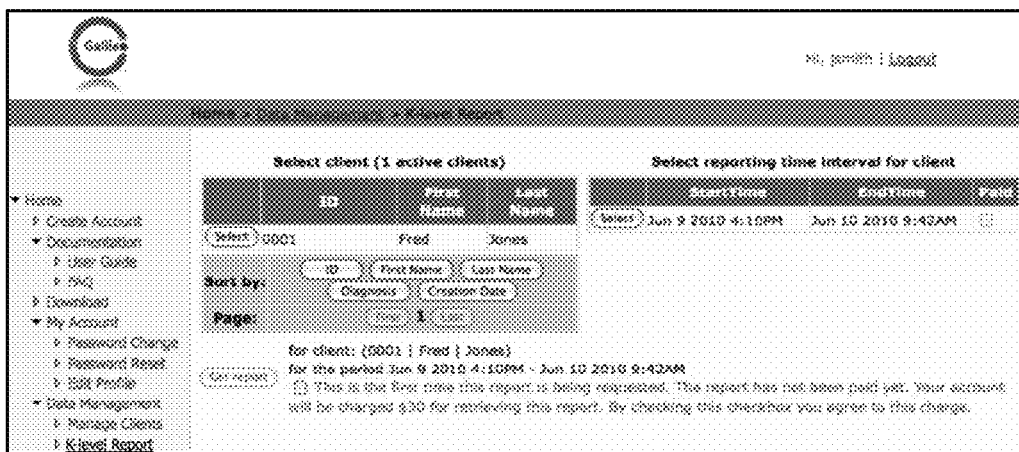 Galileo
Hi, jsmith | Logout
Home > Data Management > K-level Report
Select client (1 active clients)
Select reporting time interval for client
ID First Name Last Name
StartTime EndTime Paid
Select 0001 Fred Jones
Select Jun 9 2010 4:10PM Jun 10 2010 9:42AM
Sort by: ID First Name Last Name
Diagnosis Creation Date
Page: 1
Home
Create Account
Documentation
User Guide
FAQ
Download
My Account
Password Change
Password Reset
Edit Profile
Data Management
Manage Clients
K-level Report
Get report
for client: (0001 | Fred | Jones)
for the period Jun 9 2010 4:10PM - Jun 10 2010 9:42AM
This is the first time this report is being requested. The report has not been paid yet. Your account
will be charged $30 for retrieving this report. By checking this checkbox you agree to this charge.